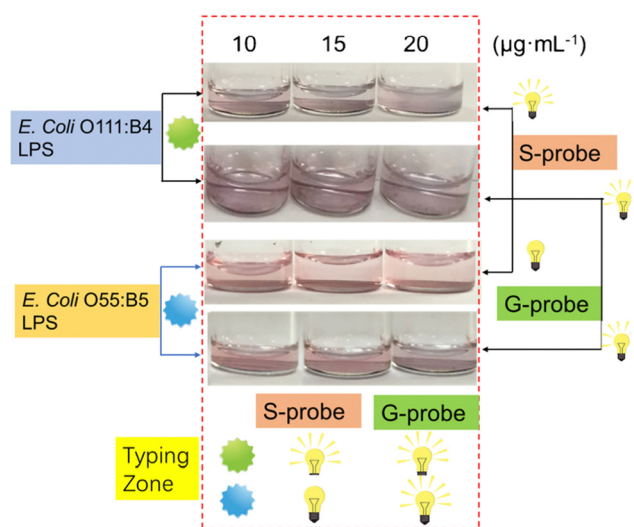 10 15 20 (μg·mL⁻¹)
E. Coli O111:B4
LPS
S-probe
E. Coli O55:B5
LPS
G-probe
S-probe G-probe
Typing
Zone